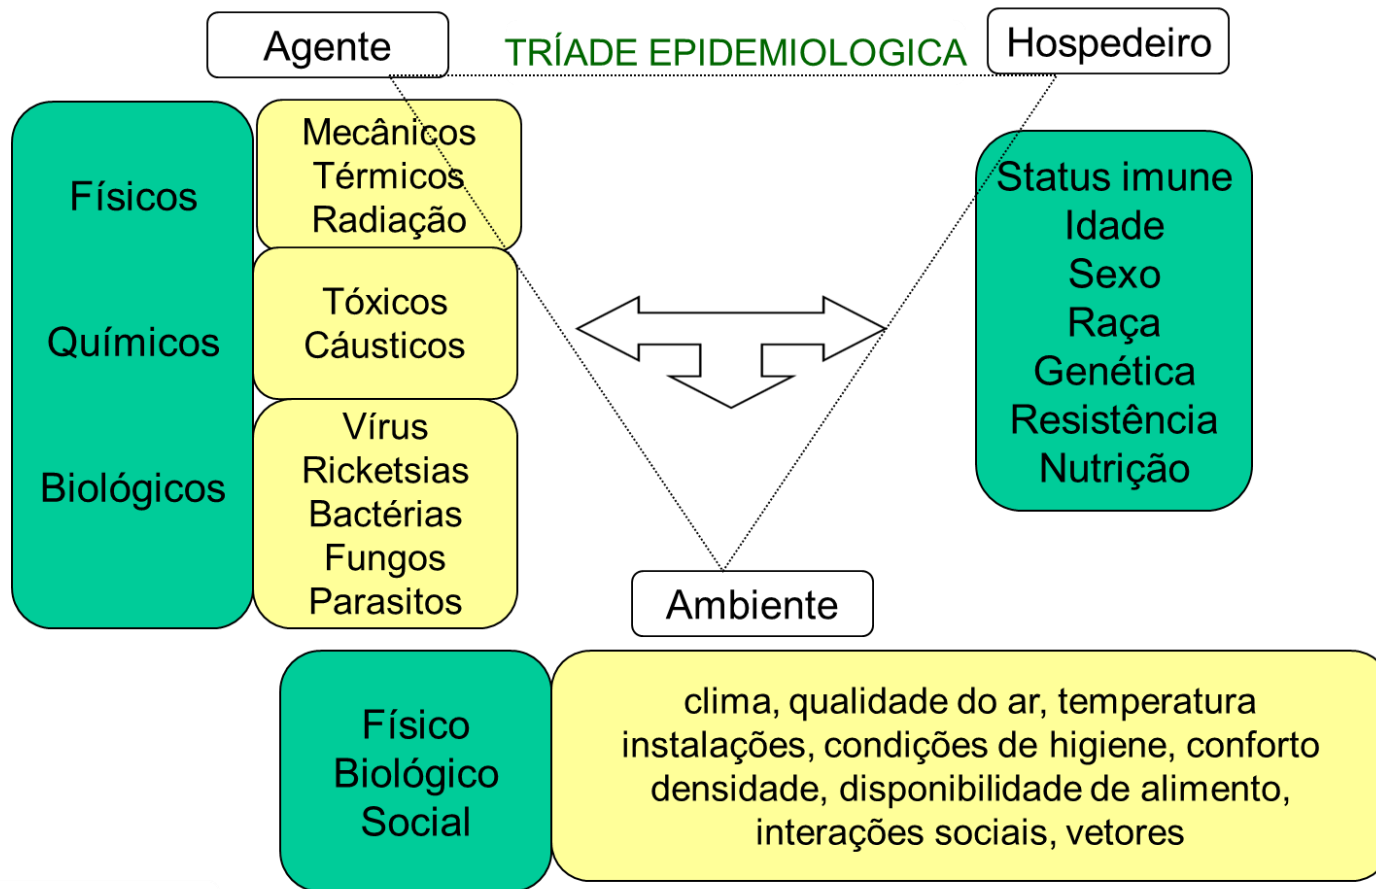 Agente
TRÍADE EPIDEMIOLOGICA
Hospedeiro
Físicos
Mecânicos
Térmicos
Radiação
Químicos
Tóxicos
Cáusticos
Biológicos
Vírus
Ricketsias
Bactérias
Fungos
Parasitos
Status imune
Idade
Sexo
Raça
Genética
Resistência
Nutrição
Ambiente
Físico
Biológico
Social
clima, qualidade do ar, temperatura
instalações, condições de higiene, conforto
densidade, disponibilidade de alimento,
interações sociais, vetores